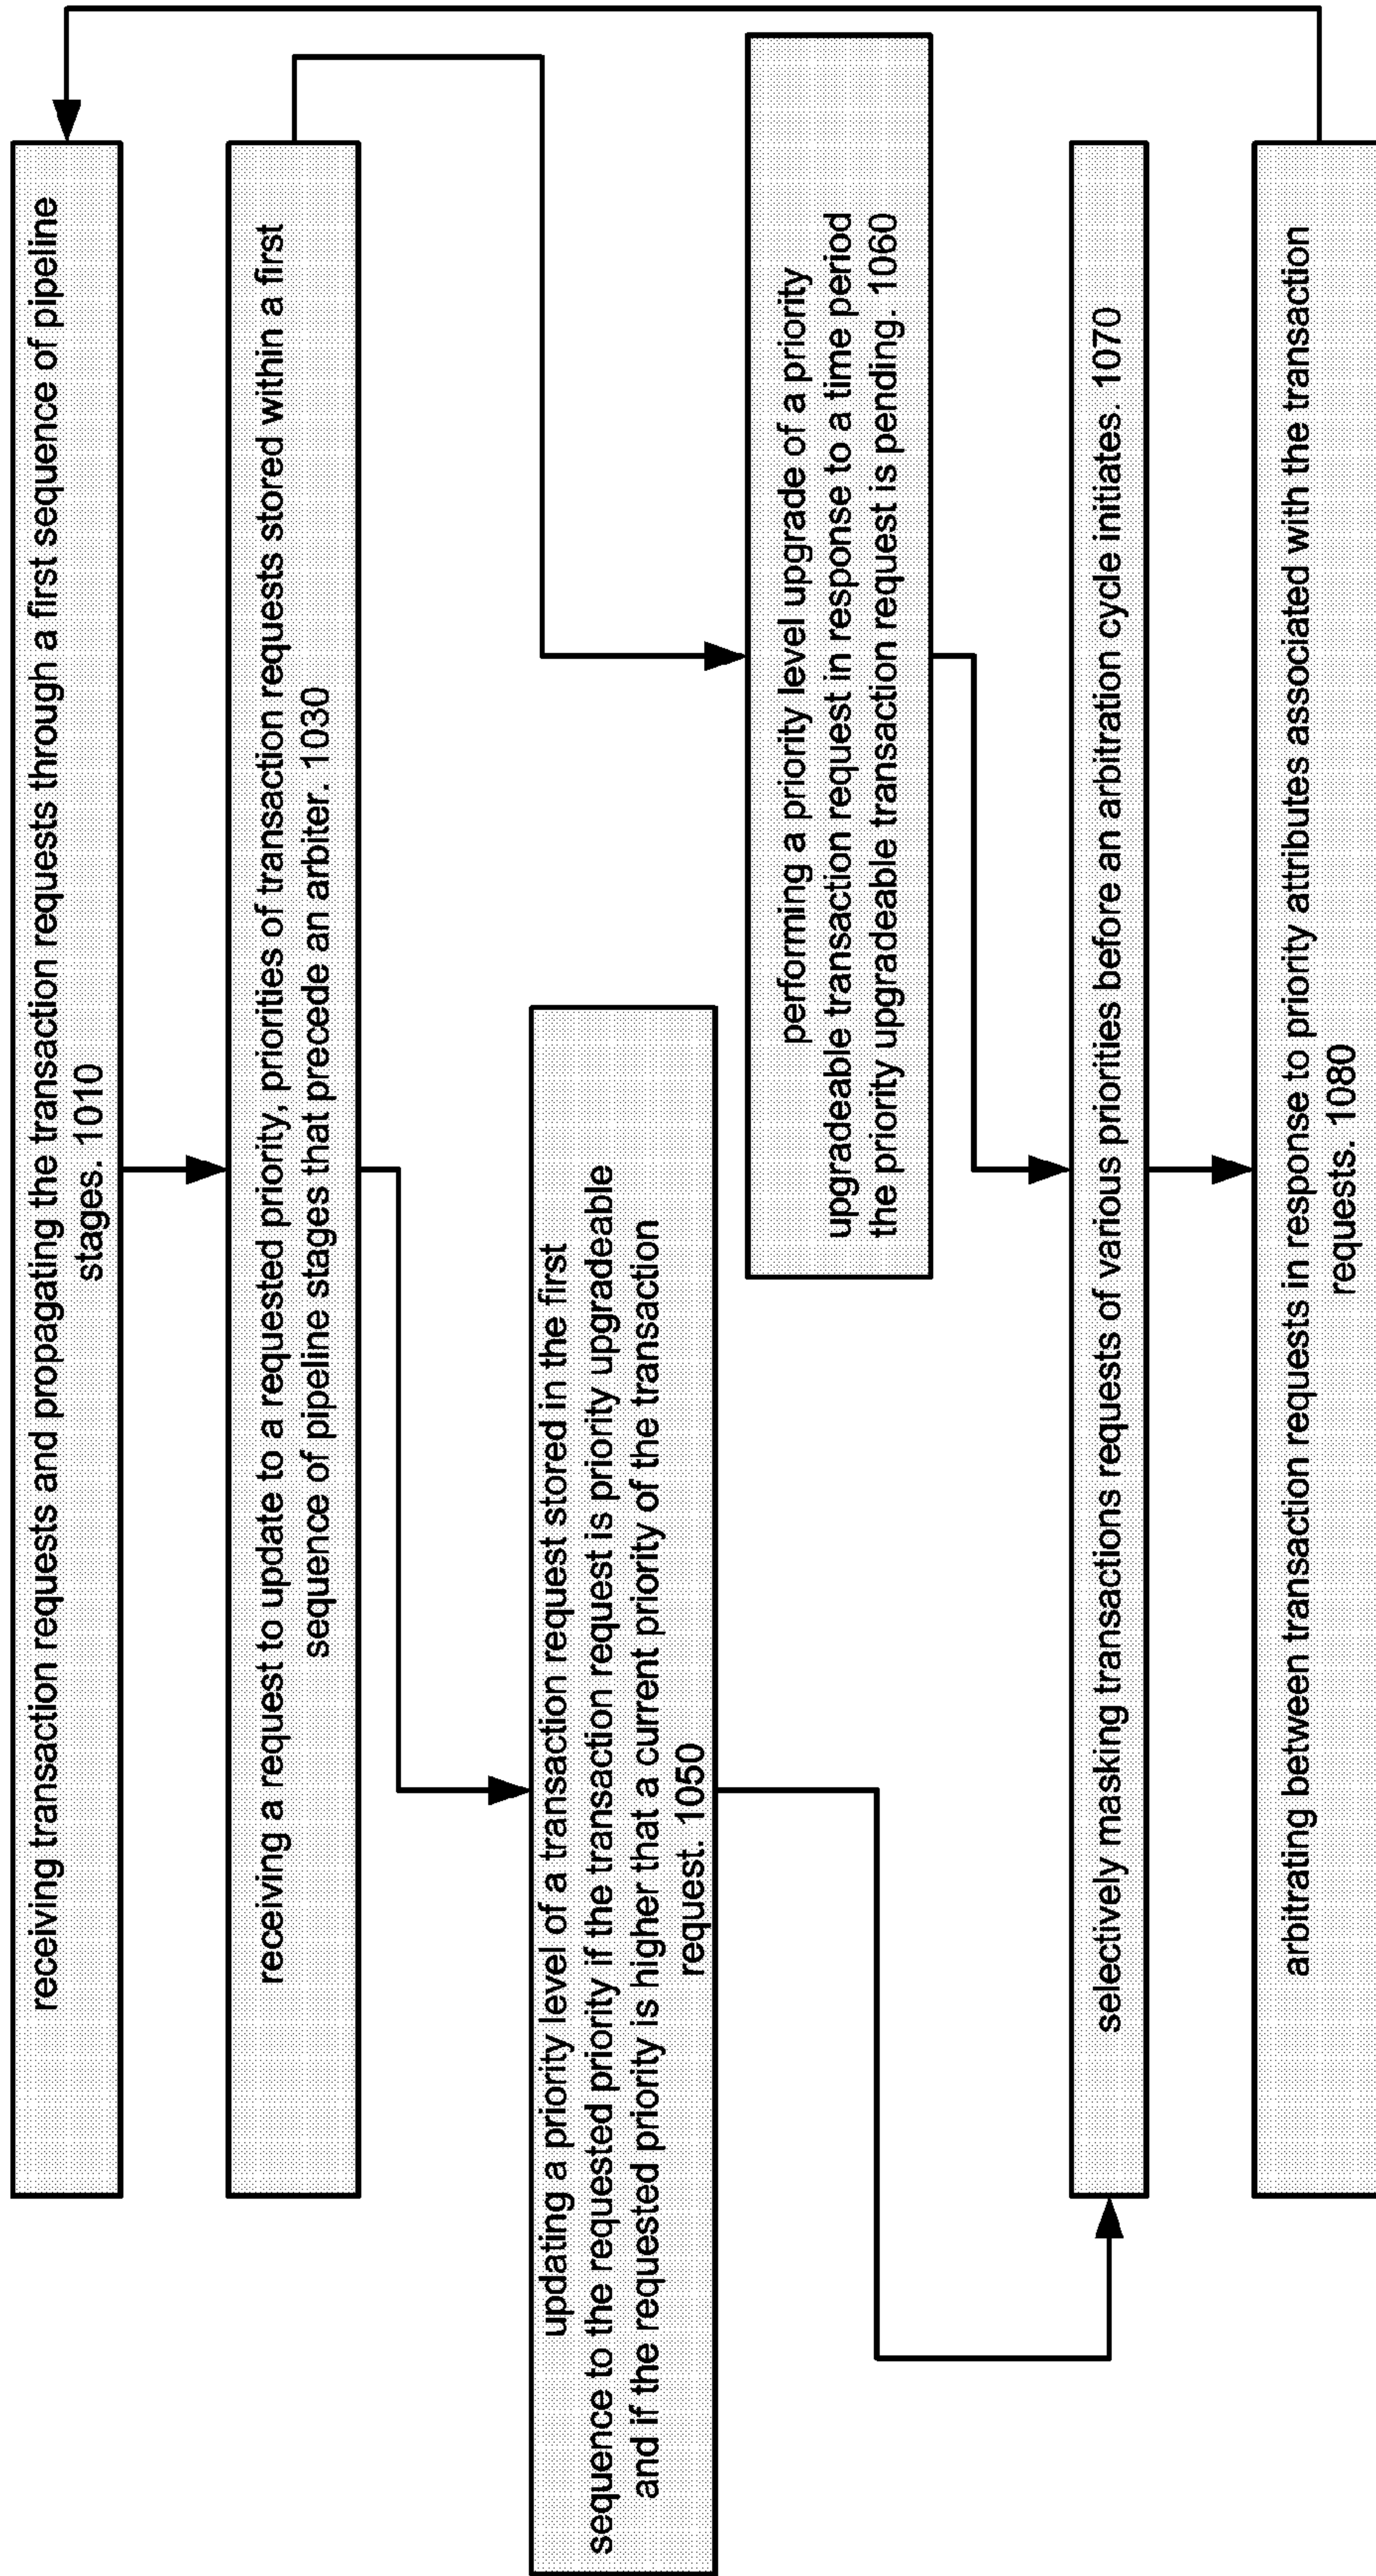 receiving transaction requests and propagating the transaction requests through a first sequence of pipeline
stages. 1010
receiving a request to update to a requested priority, priorities of transaction requests stored within a first
sequence of pipeline stages that precede an arbiter. 1030
updating a priority level of a transaction request stored in the first
sequence to the requested priority if the transaction request is priority upgradeable
and if the requested priority is higher that a current priority of the transaction
request. 1050
performing a priority level upgrade of a priority
upgradeable transaction request in response to a time period
the priority upgradeable transaction request is pending. 1060
selectively masking transactions requests of various priorities before an arbitration cycle initiates. 1070
arbitrating between transaction requests in response to priority attributes associated with the transaction
requests. 1080